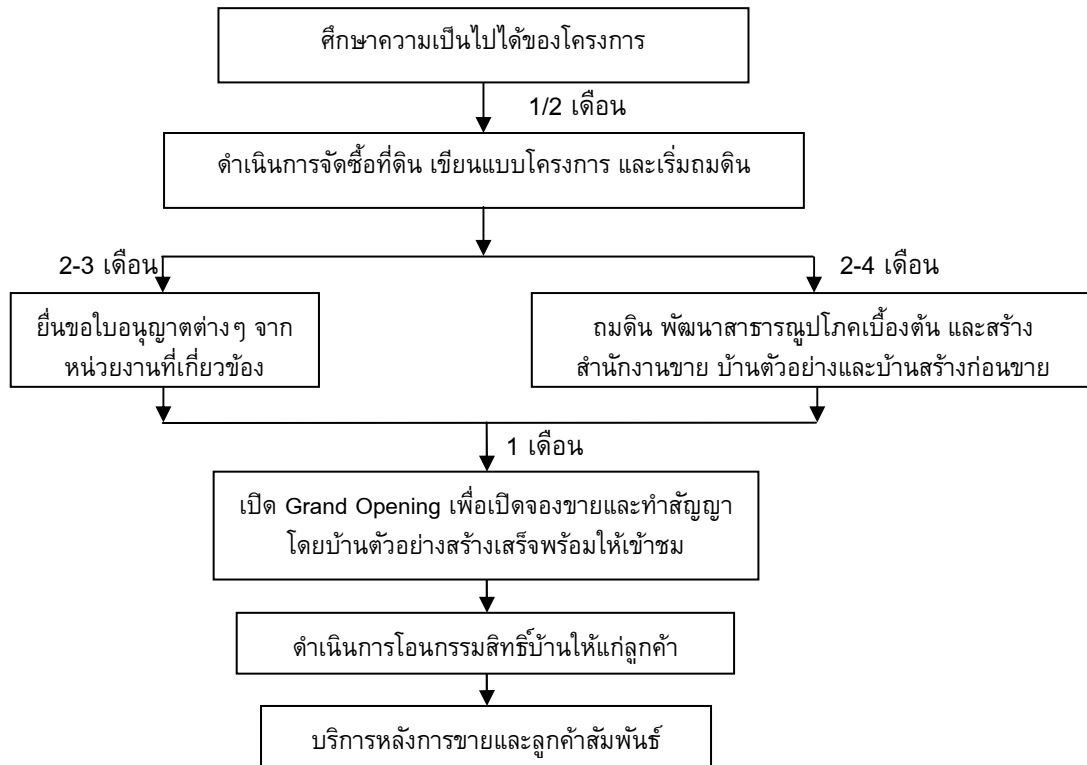 ศึกษาความเป็นไปได้ของโครงการ
1/2 เดือน
ดำเนินการจัดซื้อที่ดิน เขียนแบบโครงการ และเริ่มถมดิน
2-3 เดือน
2-4 เดือน
ยื่นขอใบอนุญาตต่างๆ จาก
หน่วยงานที่เกี่ยวข้อง
ถมดิน พัฒนาสาธารณูปโภคเบื้องต้น และสร้าง
สำนักงานขาย บ้านตัวอย่างและบ้านสร้างก่อนขาย
1 เดือน
เปิด Grand Opening เพื่อเปิดจองขายและทำสัญญา
โดยบ้านตัวอย่างสร้างเสร็จพร้อมให้เข้าชม
ดำเนินการโอนกรรมสิทธิ์บ้านให้แก่ลูกค้า
บริการหลังการขายและลูกค้าสัมพันธ์